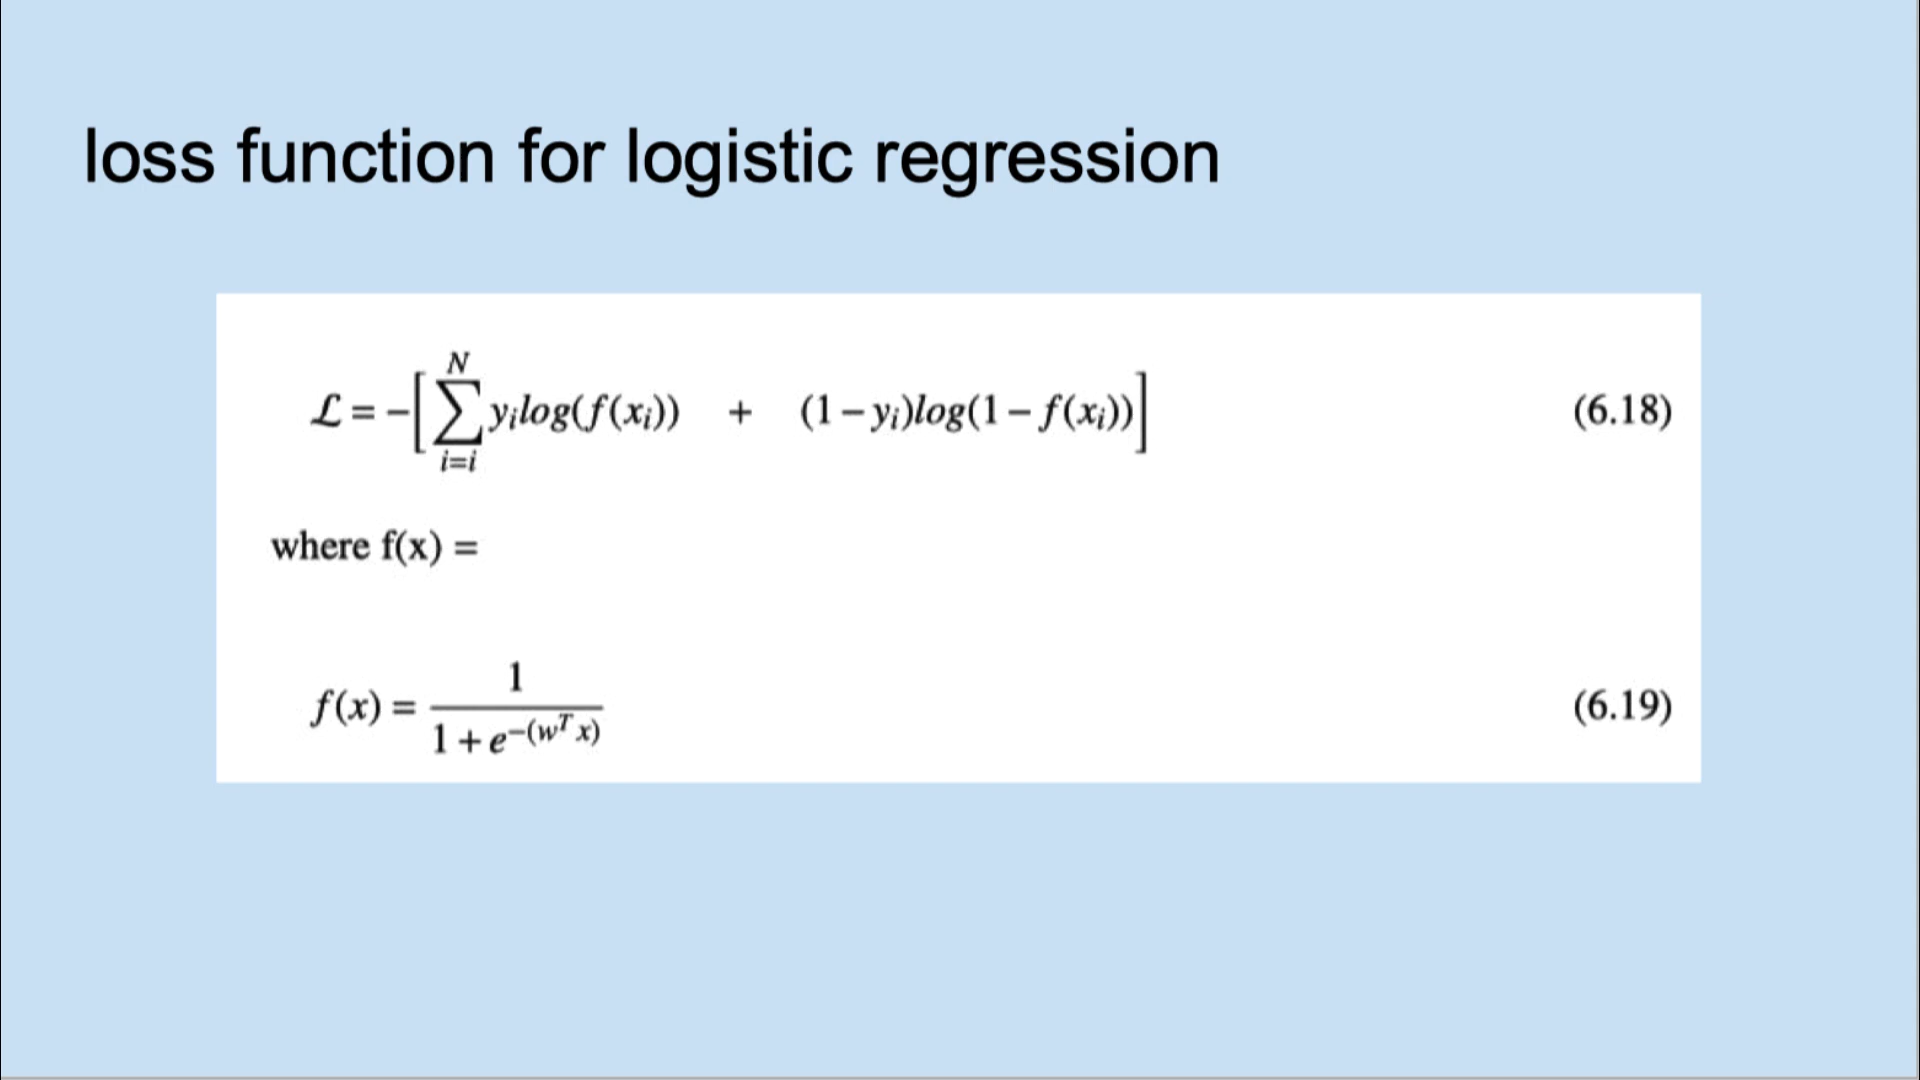 loss function for logistic regression
ℒ = −[∑_{i=i}^{N} y_i log(f(x_i)) + (1 − y_i)log(1 − f(x_i))] (6.18)
where f(x) =
f(x) = \frac{1}{1 + e^{−(w^T x)}} (6.19)